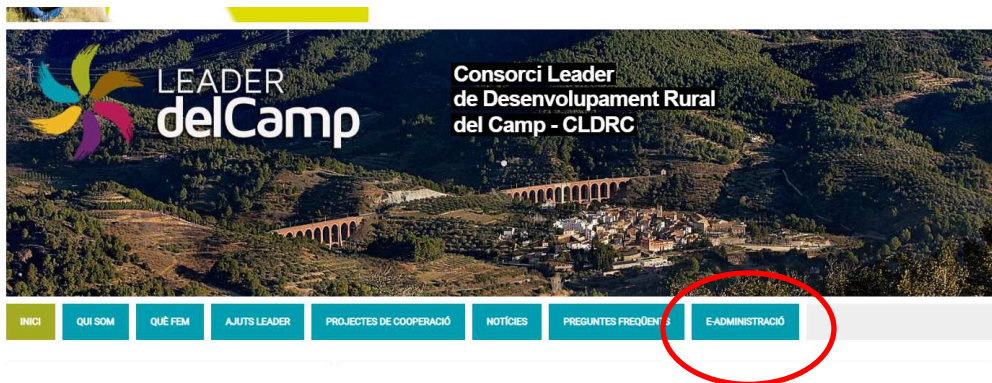 LEADER
delCamp
Consorci Leader
de Desenvolupament Rural
del Camp - CLDRC
INICI QUI SOM QUÈ FEM AJUTS LEADER PROJECTES DE COOPERACIÓ NOTÍCIES PREGUNTES FREQÜENTS E-ADMINISTRACIÓ